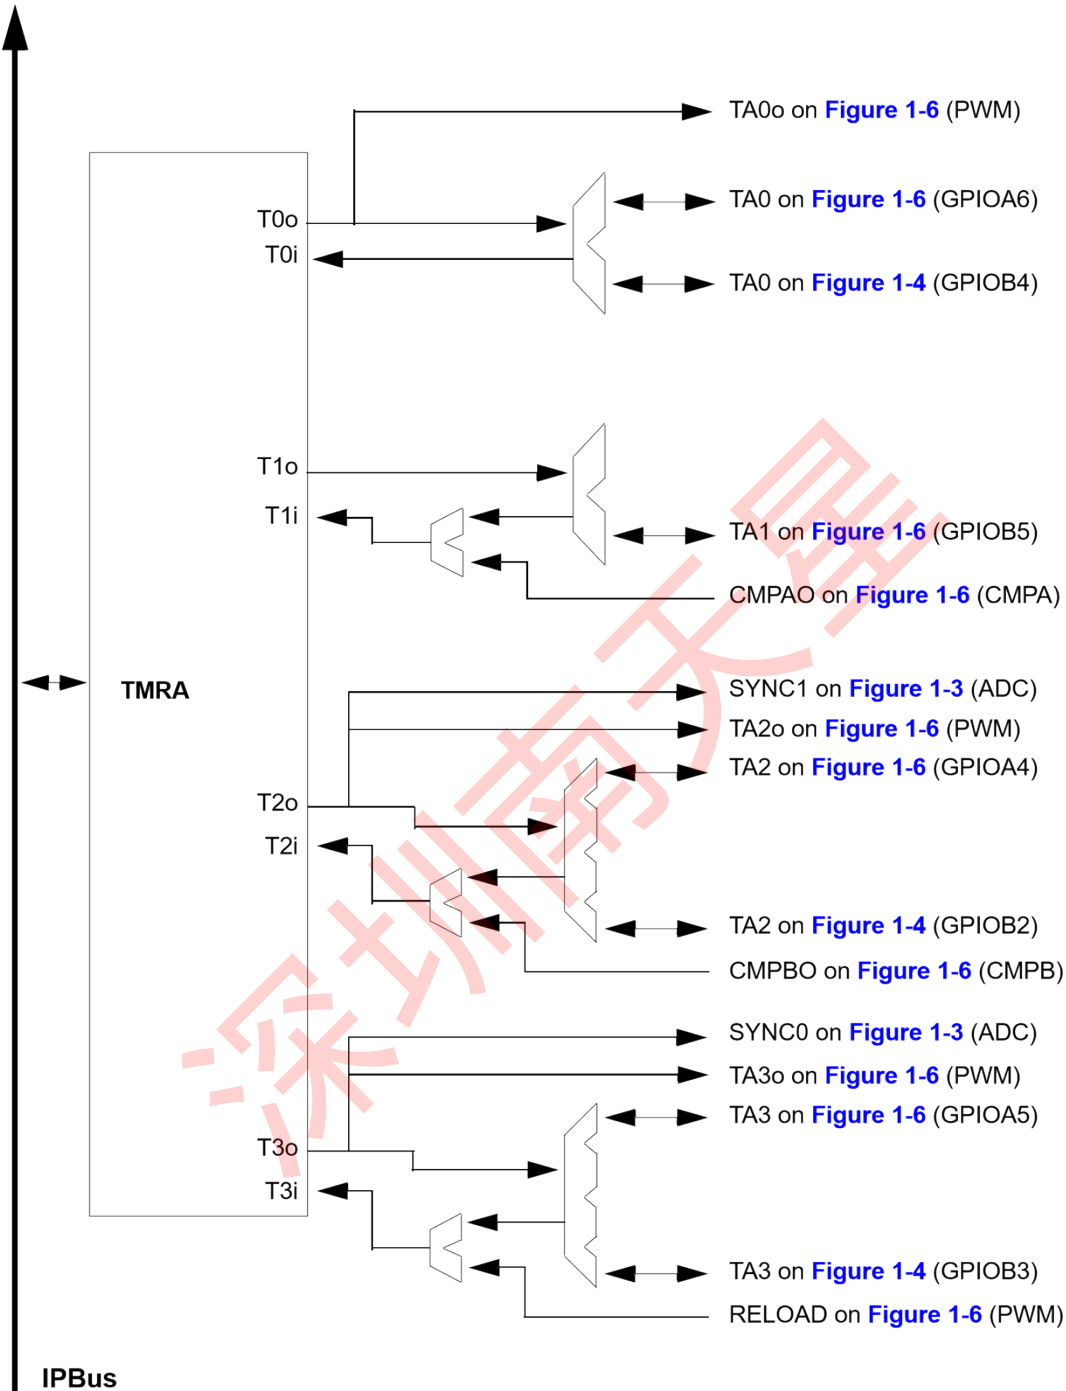 TA0o on Figure 1-6 (PWM)
TA0 on Figure 1-6 (GPIOA6)
T0o
T0i
TA0 on Figure 1-4 (GPIOB4)
T1o
T1i
TA1 on Figure 1-6 (GPIOB5)
CMPAO on Figure 1-6 (CMPA)
TMRA
SYNC1 on Figure 1-3 (ADC)
TA2o on Figure 1-6 (PWM)
TA2 on Figure 1-6 (GPIOA4)
T2o
T2i
TA2 on Figure 1-4 (GPIOB2)
CMPBO on Figure 1-6 (CMPB)
SYNC0 on Figure 1-3 (ADC)
TA3o on Figure 1-6 (PWM)
TA3 on Figure 1-6 (GPIOA5)
T3o
T3i
TA3 on Figure 1-4 (GPIOB3)
RELOAD on Figure 1-6 (PWM)
IPBus
深圳南天星